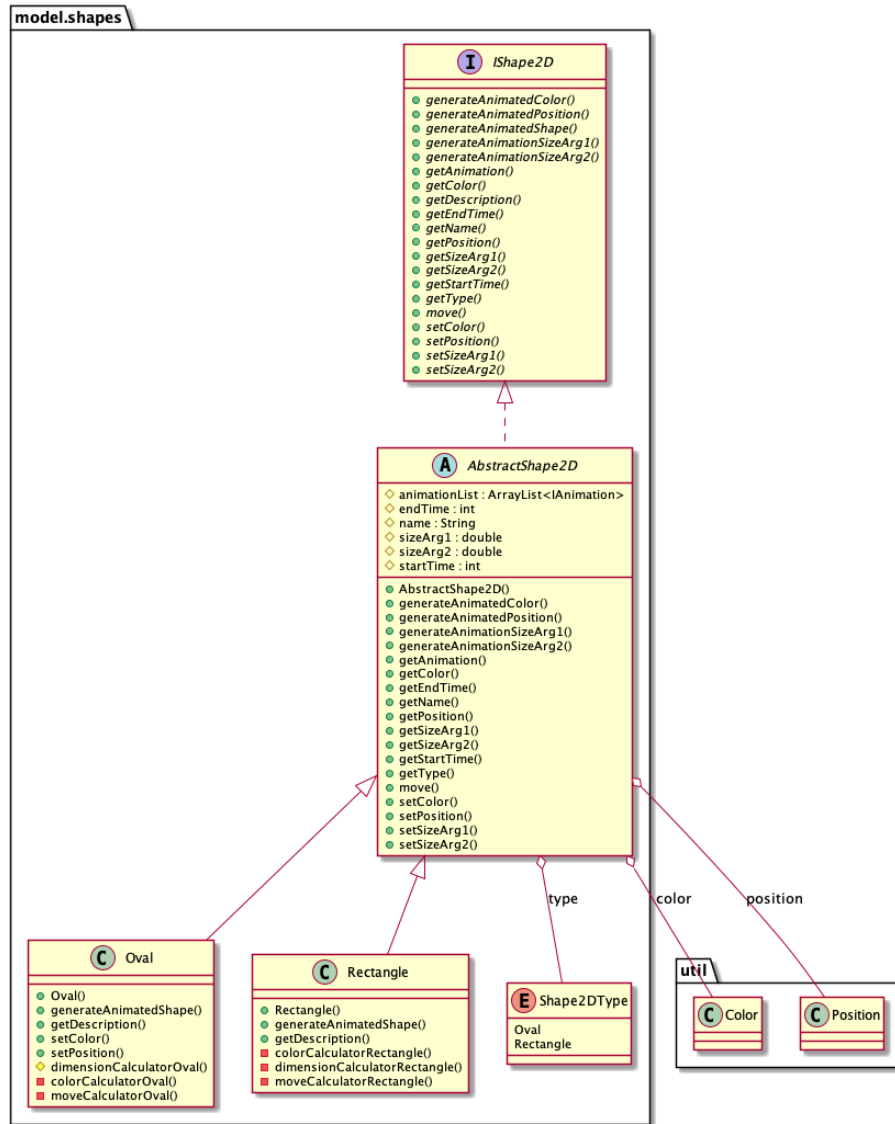 model.shapes
I IShape2D
generateAnimatedColor()
generateAnimatedPosition()
generateAnimatedShape()
generateAnimationSizeArg1()
generateAnimationSizeArg2()
getAnimation()
getColor()
getDescription()
getEndTime()
getName()
getPosition()
getSizeArg1()
getSizeArg2()
getStartTime()
getType()
move()
setColor()
setPosition()
setSizeArg1()
setSizeArg2()
A AbstractShape2D
animationList : ArrayList<IAnimation>
endTime : int
name : String
sizeArg1 : double
sizeArg2 : double
startTime : int
AbstractShape2D()
generateAnimatedColor()
generateAnimatedPosition()
generateAnimationSizeArg1()
generateAnimationSizeArg2()
getAnimation()
getColor()
getEndTime()
getName()
getPosition()
getSizeArg1()
getSizeArg2()
getStartTime()
getType()
move()
setColor()
setPosition()
setSizeArg1()
setSizeArg2()
type
color
position
C Oval
Oval()
generateAnimatedShape()
getDescription()
setColor()
setPosition()
dimensionCalculatorOval()
colorCalculatorOval()
moveCalculatorOval()
C Rectangle
Rectangle()
generateAnimatedShape()
getDescription()
colorCalculatorRectangle()
dimensionCalculatorRectangle()
moveCalculatorRectangle()
E Shape2DType
Oval
Rectangle
util
C Color
C Position